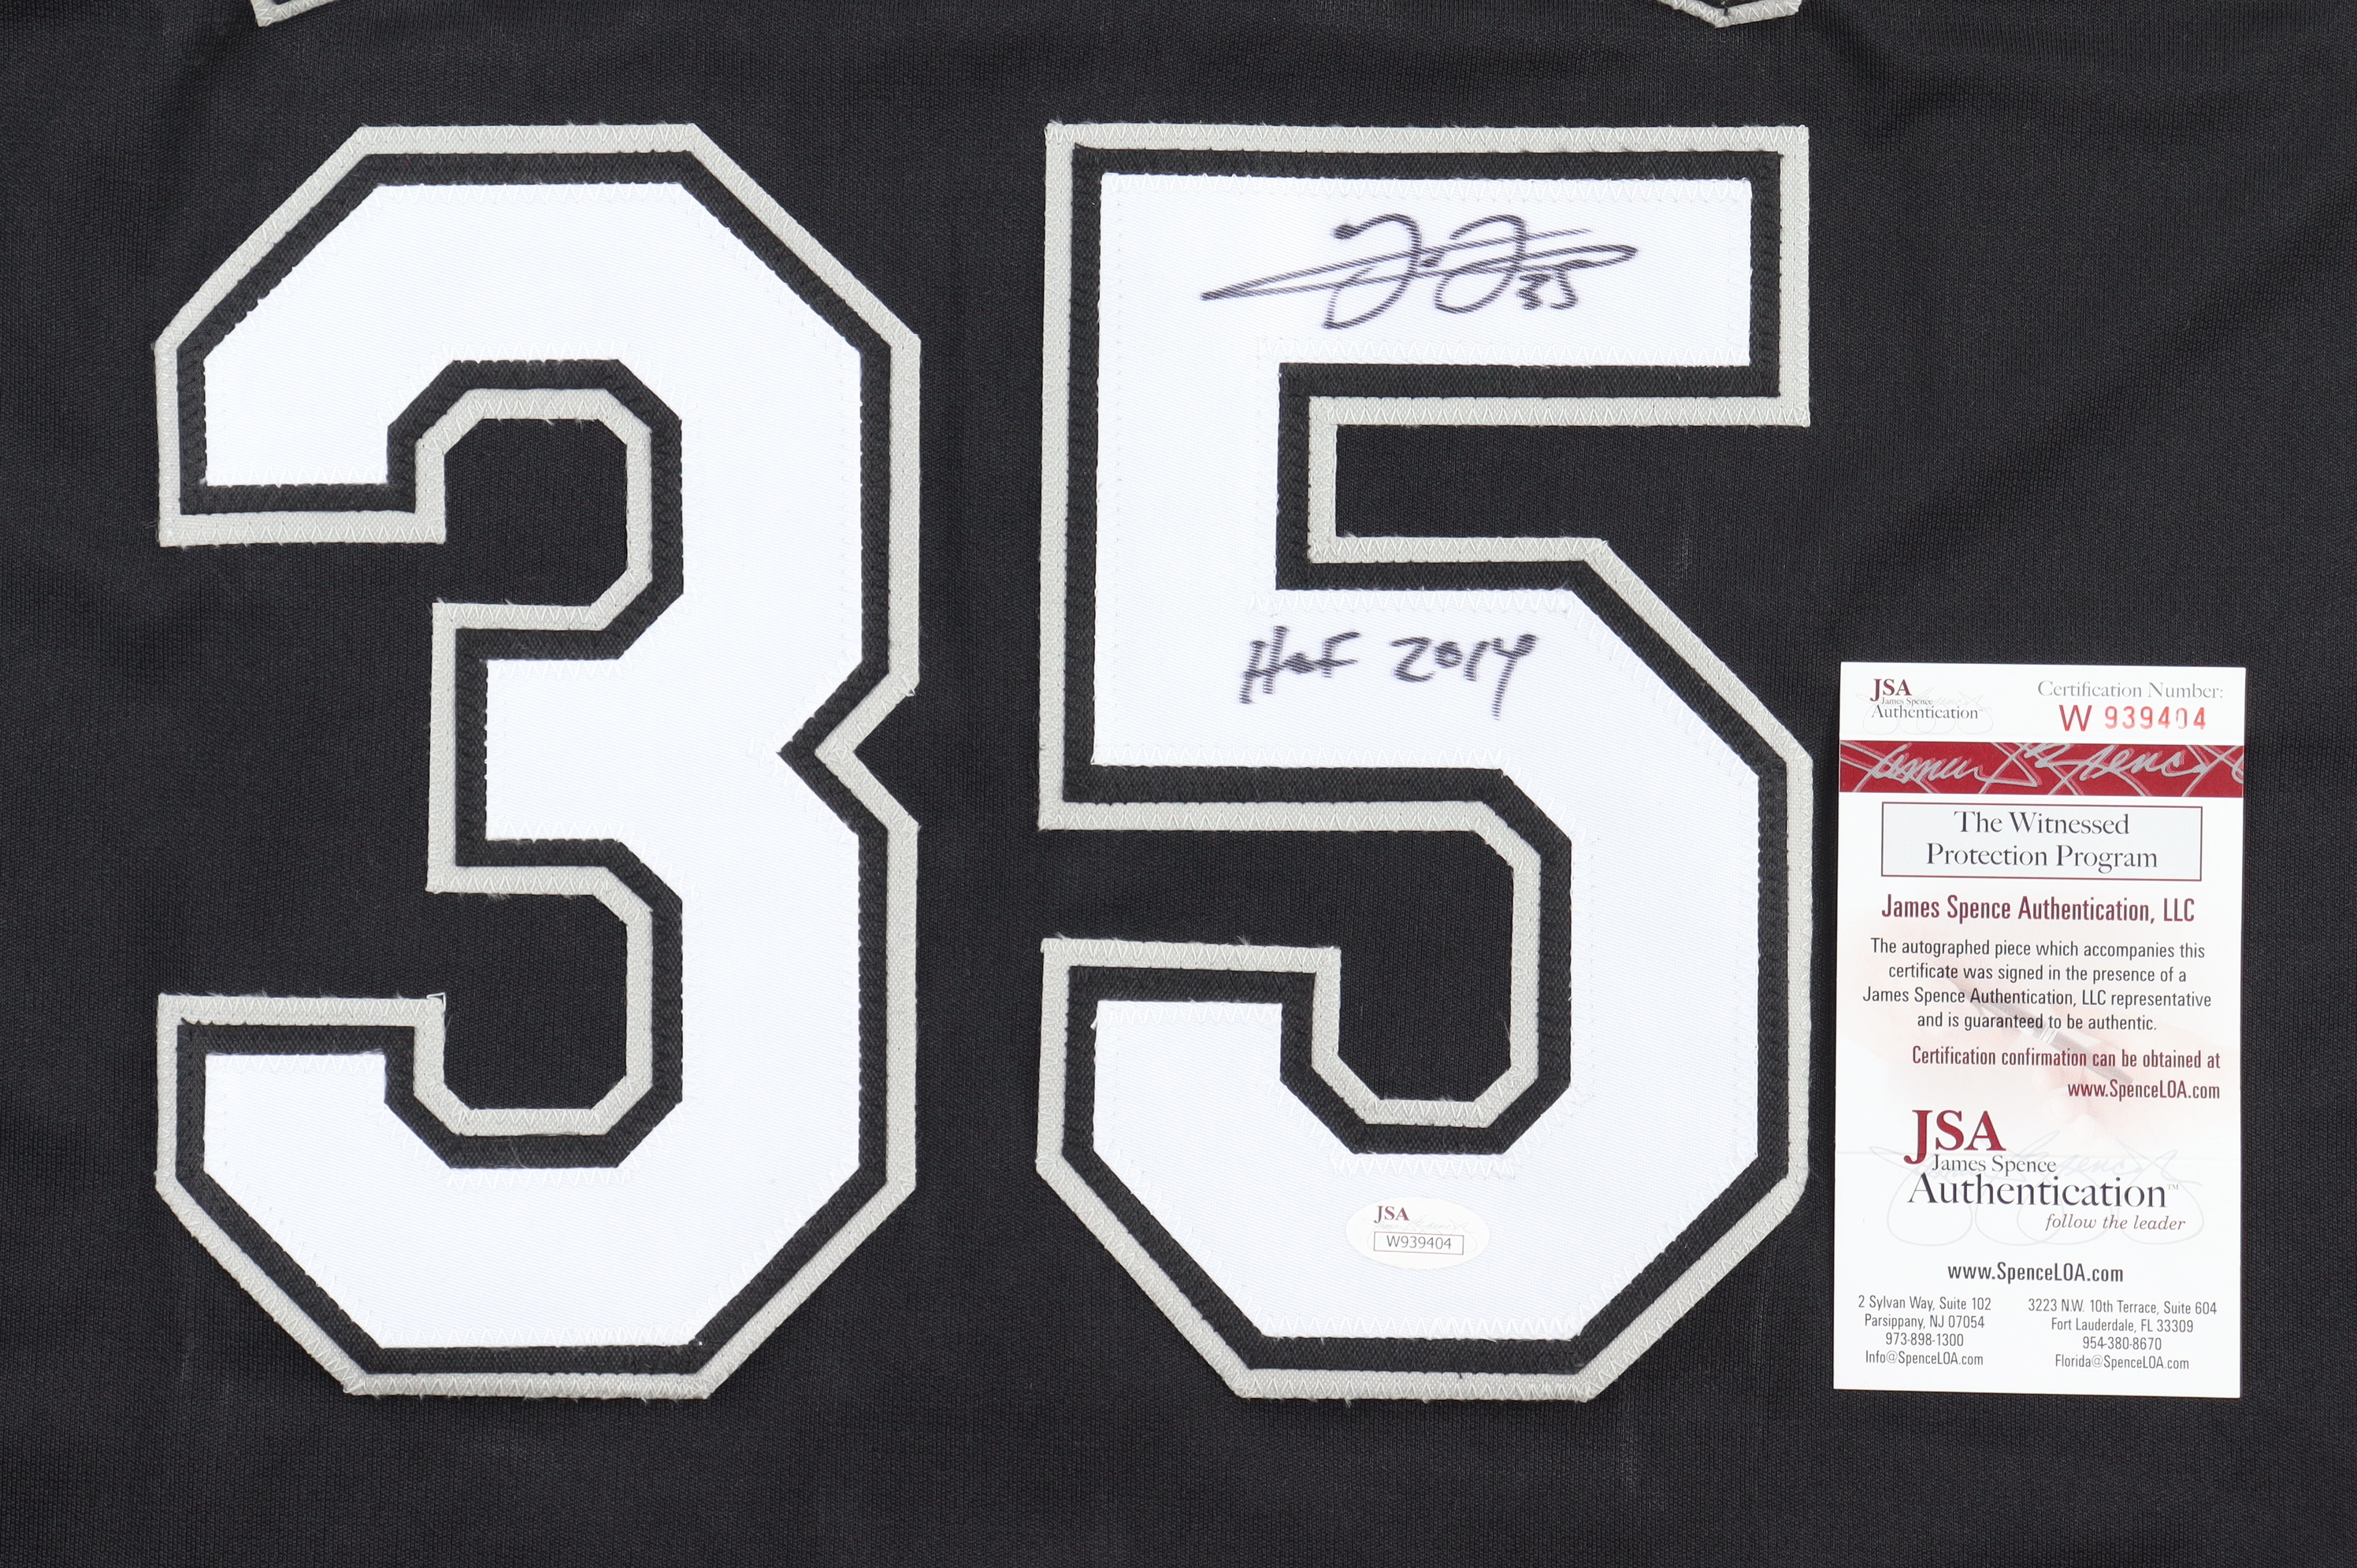 35
35
HOF 2014
JSA
W939404
JSA
James Spence
Authentication
Certification Number:
W 939404
James Spence
The Witnessed
Protection Program
James Spence Authentication, LLC
The autographed piece which accompanies this
certificate was signed in the presence of a
James Spence Authentication, LLC representative
and is guaranteed to be authentic.
Certification confirmation can be obtained at
www.SpenceLOA.com
JSA
James Spence
Authentication™
follow the leader
www.SpenceLOA.com
2 Sylvan Way, Suite 102
Parsippany, NJ 07054
973-898-1300
Info@SpenceLOA.com
3223 N.W. 10th Terrace, Suite 604
Fort Lauderdale, FL 33309
954-380-8670
Florida@SpenceLOA.com